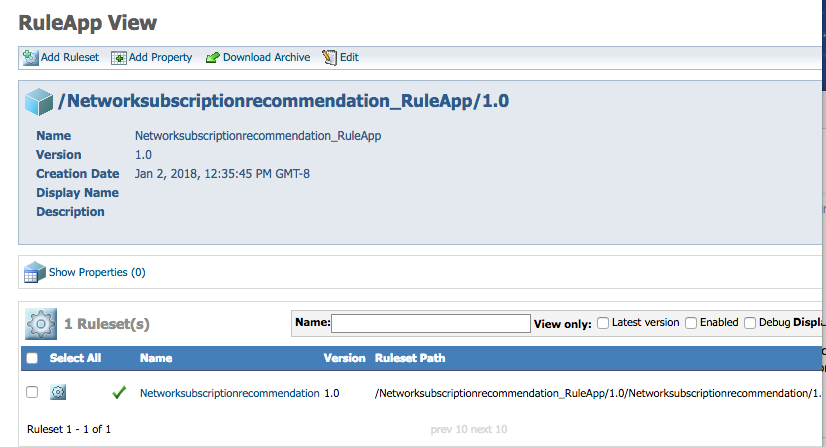 RuleApp View
Add Ruleset Add Property Download Archive Edit
/Networksubscriptionrecommendation_RuleApp/1.0
Name Networksubscriptionrecommendation_RuleApp
Version 1.0
Creation Date Jan 2, 2018, 12:35:45 PM GMT-8
Display Name
Description
Show Properties (0)
1 Ruleset(s) Name: View only: Latest version Enabled Debug Displa
Select All Name Version Ruleset Path
Networksubscriptionrecommendation 1.0 /Networksubscriptionrecommendation_RuleApp/1.0/Networksubscriptionrecommendation/1.
Ruleset 1 - 1 of 1 prev 10 next 10